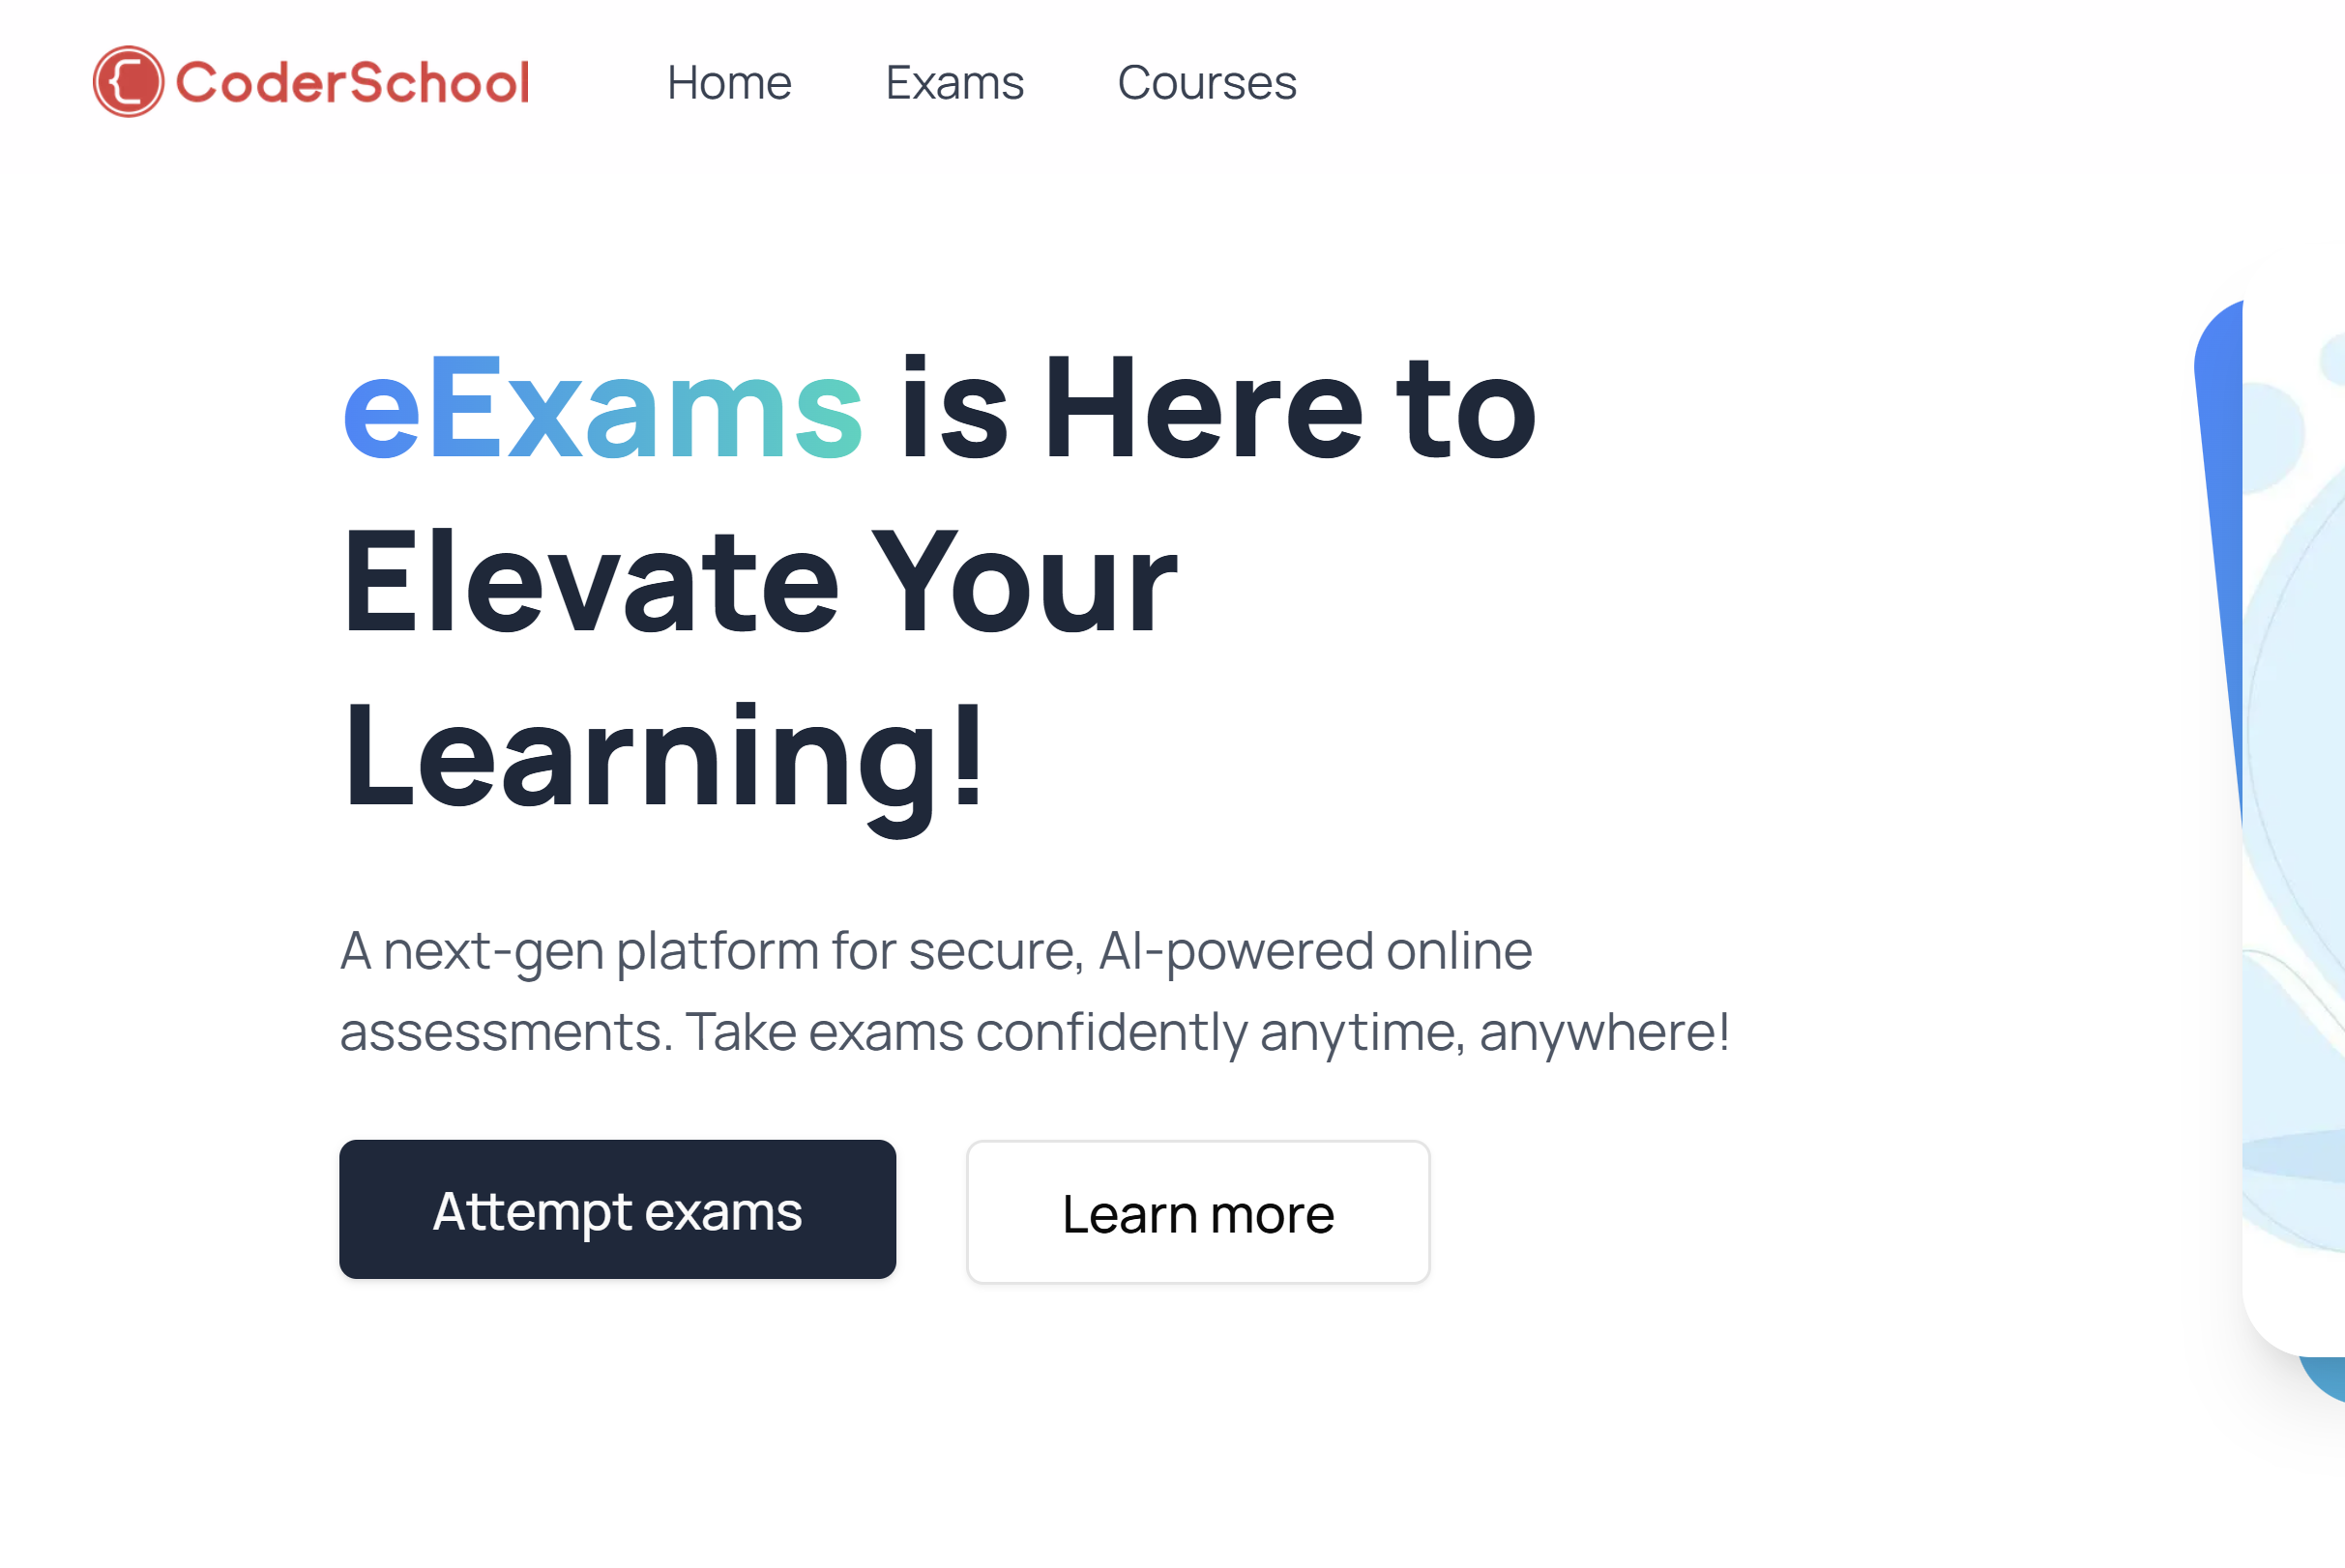 CoderSchool
Home
Exams
Courses
eExams is Here to
Elevate Your
Learning!
A next-gen platform for secure, AI-powered online
assessments. Take exams confidently anytime, anywhere!
Attempt exams
Learn more